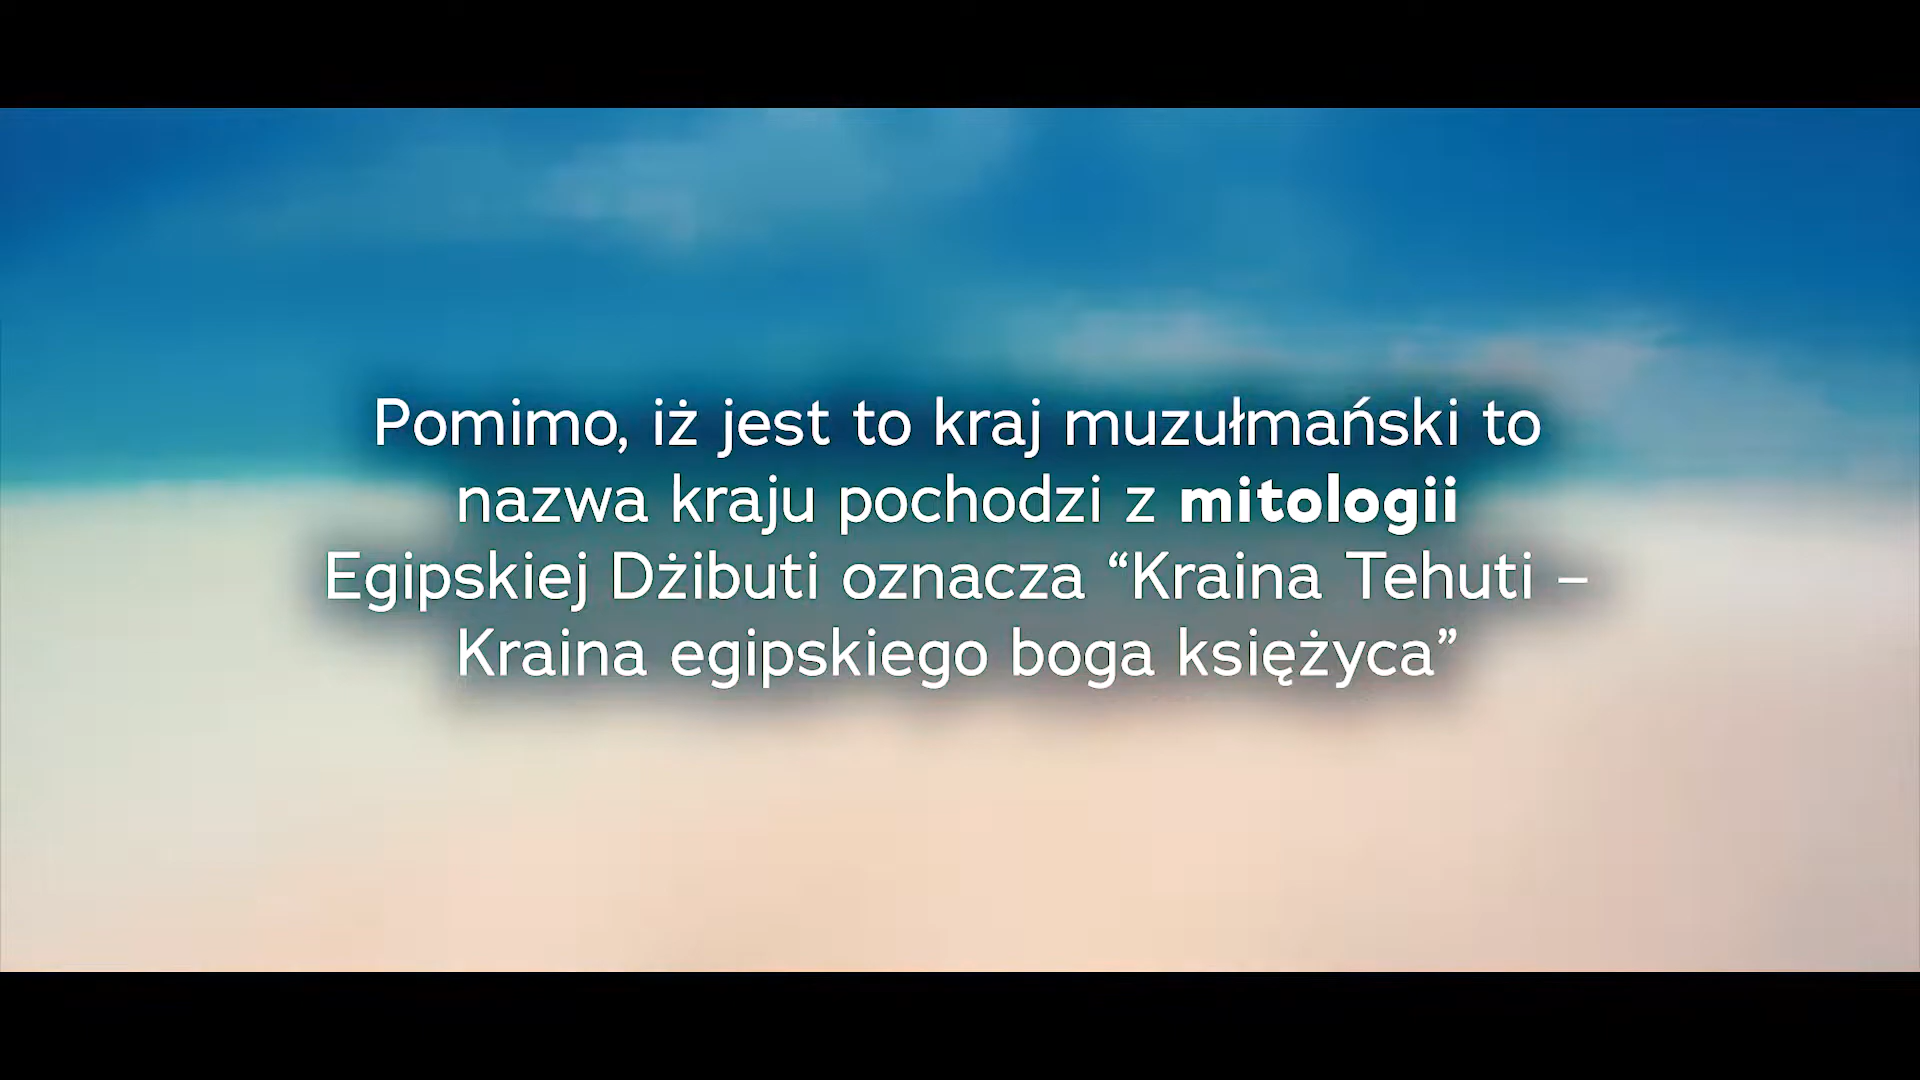 Pomimo, iż jest to kraj muzułmański to
nazwa kraju pochodzi z mitologii
Egipskiej Dżibuti oznacza “Kraina Tehuti –
Kraina egipskiego boga księżyca”